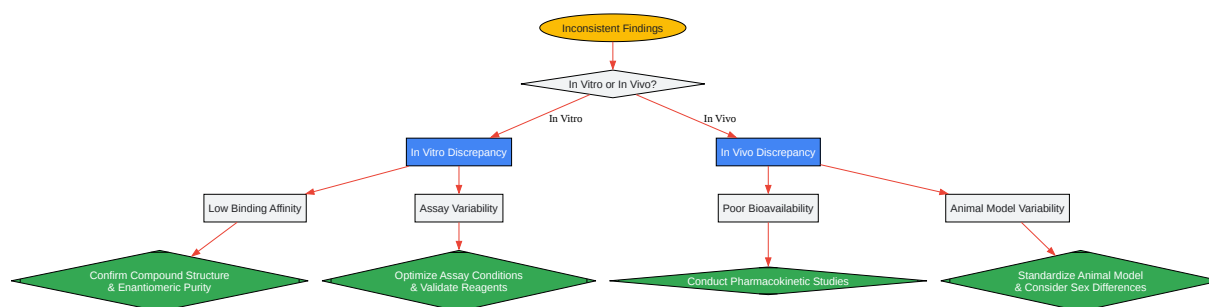 Inconsistent Findings
In Vitro or In Vivo?
In Vitro
In Vivo
In Vitro Discrepancy
In Vivo Discrepancy
Low Binding Affinity
Assay Variability
Poor Bioavailability
Animal Model Variability
Confirm Compound Structure
& Enantiomeric Purity
Optimize Assay Conditions
& Validate Reagents
Conduct Pharmacokinetic Studies
Standardize Animal Model
& Consider Sex Differences